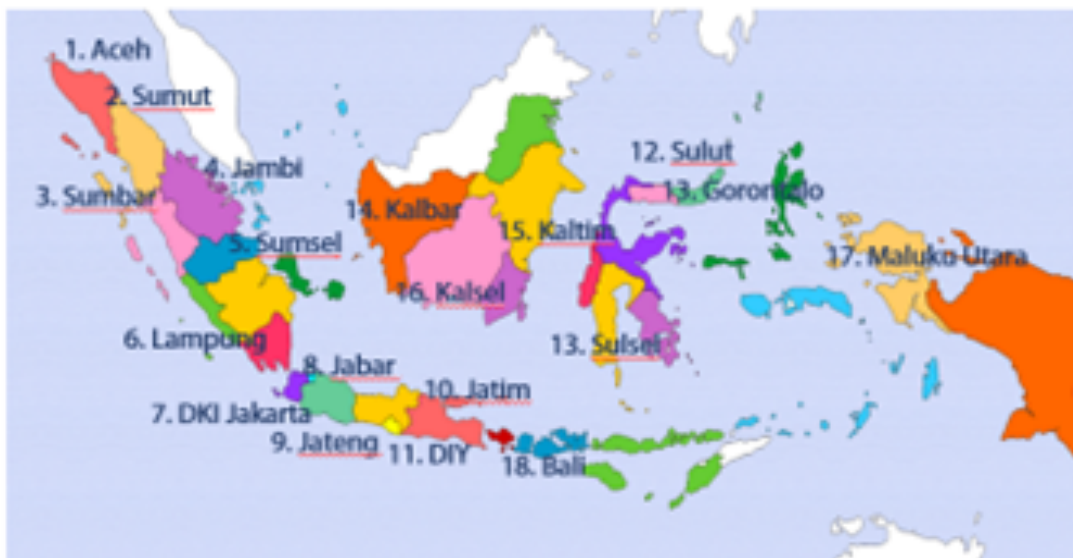 1. Aceh
2. Sumut
3. Sumbar
4. Jambi
5. Sumsel
6. Lampung
7. DKI Jakarta
8. Jabar
9. Jateng
10. Jatim
11. DIY
12. Sulut
13. Gorontalo
14. Kalbar
15. Kaltim
16. Kalsel
13. Sulsel
17. Maluku Utara
18. Bali